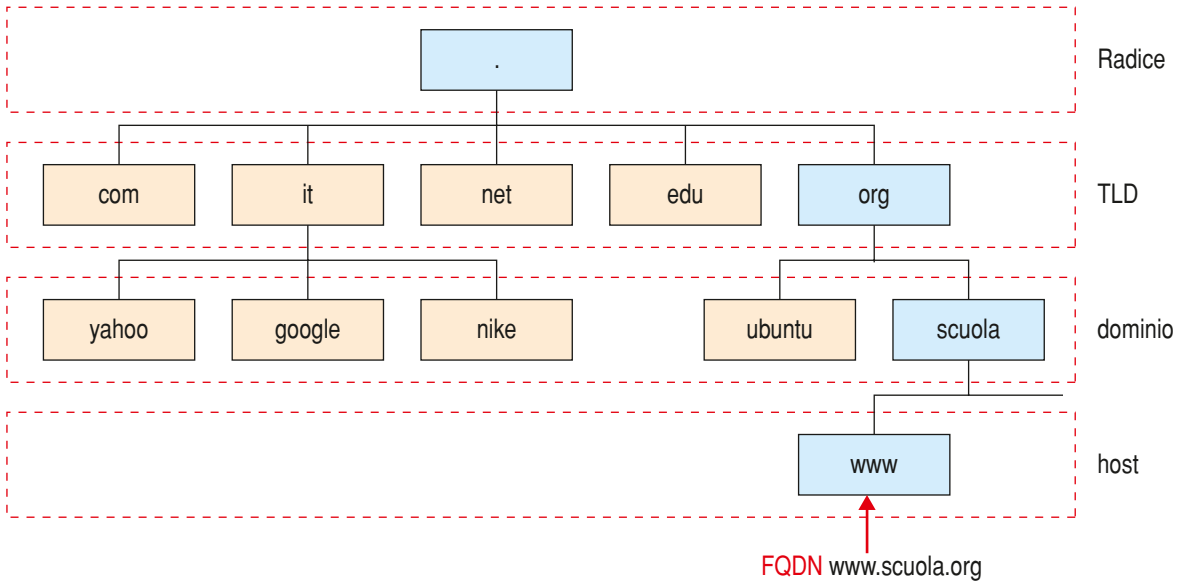 .
Radice
com it net edu org
TLD
yahoo google nike ubuntu scuola
dominio
www
host
FQDN www.scuola.org